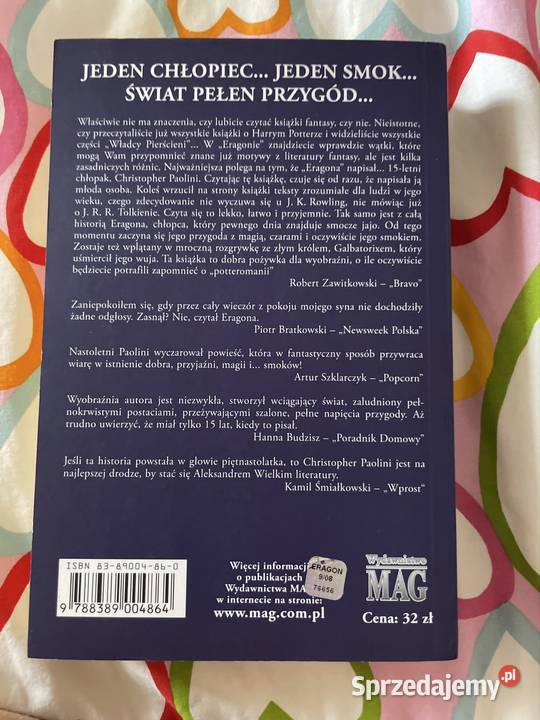 JEDEN CHŁOPIEC... JEDEN SMOK...
ŚWIAT PEŁEN PRZYGÓD...
Właściwie nie ma znaczenia, czy lubicie czytać książki fantasy, czy nie. Nieistotne,
czy przeczytaliście już wszystkie książki o Harrym Potterze i widzieliście wszystkie
części „Władcy Pierścieni”... W „Eragonie” znajdziecie wprawdzie wątki, które
mogą Wam przypomnieć znane już motywy z literatury fantasy, ale jest kilka
zasadniczych różnic. Najważniejsza polega na tym, że „Eragona” napisał... 15-letni
chłopak, Christopher Paolini. Czytając tę książkę, czuje się od razu, że napisała ją
młoda osoba. Koleś wrzucił na strony książki teksty zrozumiałe dla ludzi w jego
wieku, czego zdecydowanie nie wyczuwa się u J. K. Rowling, nie mówiąc już
o J. R. R. Tolkienie. Czyta się to lekko, łatwo i przyjemnie. Tak samo jest z całą
historią Eragona, chłopca, który pewnego dnia znajduje smocze jajo. Od tego
momentu zaczyna się jego przygoda z magią, czarami i oczywiście jego smokiem.
Zostaje też wplątany w mroczną rozgrywkę ze złym królem, Galbatorixem, który
uśmiercił jego wuja. Ta książka to dobra pożywka dla wyobraźni, o ile oczywiście
będziecie potrafili zapomnieć o „potteromanii”
Robert Zawitkowski – „Bravo”
Zaniepokoiłem się, gdy przez cały wieczór z pokoju mojego syna nie dochodziły
żadne odgłosy. Zasnął? Nie, czytał Eragona.
Piotr Bratkowski – „Newsweek Polska”
Nastoletni Paolini wyczarował powieść, która w fantastyczny sposób przywraca
wiarę w istnienie dobra, przyjaźni, magii i... smoków!
Artur Szklarczyk – „Popcorn”
Wyobraźnia autora jest niezwykła, stworzył wciągający świat, zaludniony peł-
nokrwistymi postaciami, przeżywającymi szalone, pełne napięcia przygody. Aż
trudno uwierzyć, że miał tylko 15 lat, kiedy to pisał.
Hanna Budzisz – „Poradnik Domowy”
Jeśli ta historia powstała w głowie piętnastolatka, to Christopher Paolini jest na
najlepszej drodze, by stać się Aleksandrem Wielkim literatury.
Kamil Śmiałkowski – „Wprost”
ISBN 83-89004-86-0
9 788389 004864
Więcej informacji
o publikacjach
Wydawnictwa MA
w internecie na stronie:
www.mag.com.pl
ERAGON
9/08
76656
Wydawnictwo
MAG
Cena: 32 zł
Sprzedajemy.pl